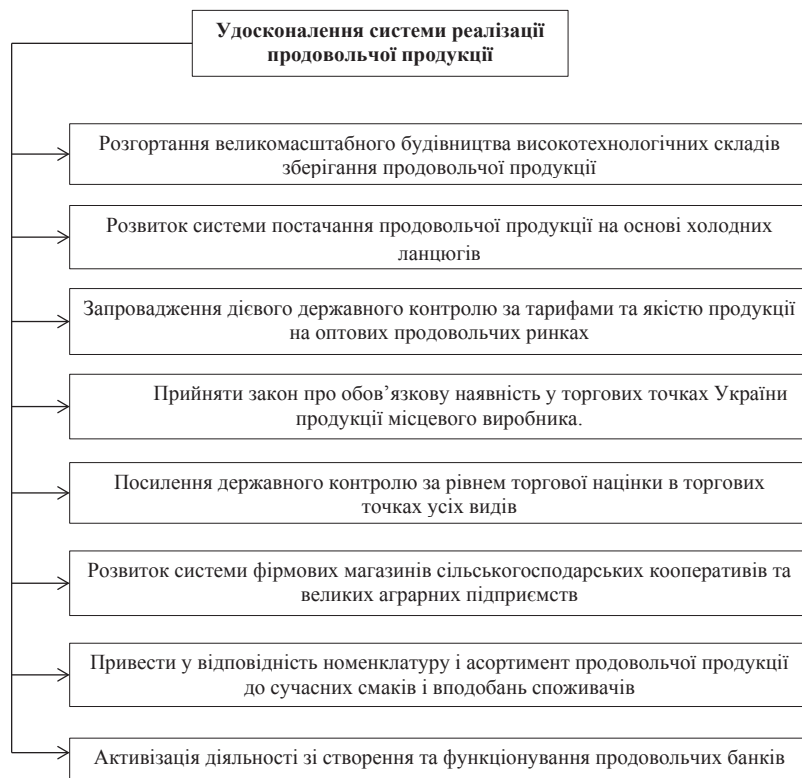 Удосконалення системи реалізації
продовольчої продукції
Розгортання великомасштабного будівництва високотехнологічних складів
зберігання продовольчої продукції
Розвиток системи постачання продовольчої продукції на основі холодних
ланцюгів
Запровадження дієвого державного контролю за тарифами та якістю продукції
на оптових продовольчих ринках
Прийняти закон про обов’язкову наявність у торгових точках України
продукції місцевого виробника.
Посилення державного контролю за рівнем торгової націнки в торгових
точках усіх видів
Розвиток системи фірмових магазинів сільськогосподарських кооперативів та
великих аграрних підприємств
Привести у відповідність номенклатуру і асортимент продовольчої продукції
до сучасних смаків і вподобань споживачів
Активізація діяльності зі створення та функціонування продовольчих банків